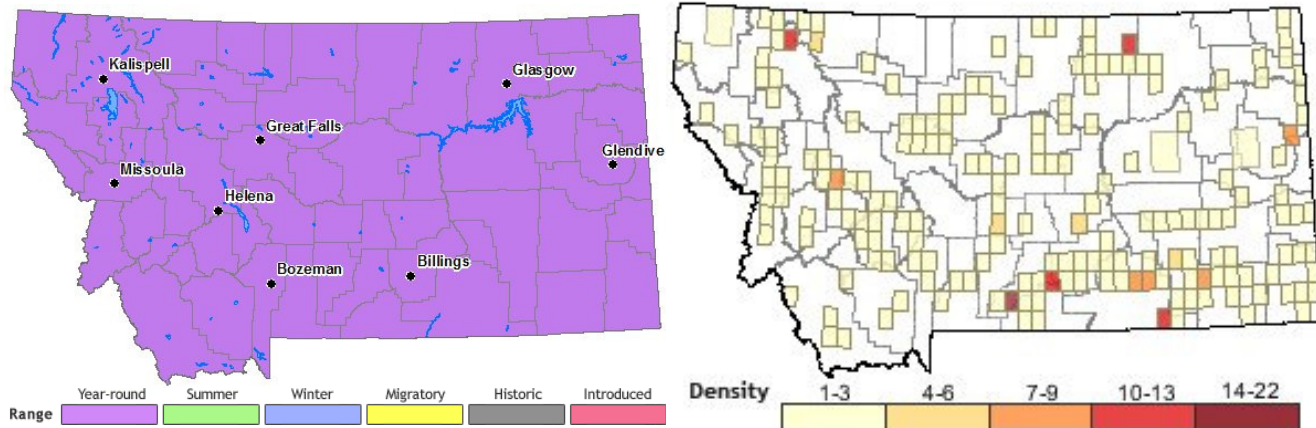 Kalispell
Glasgow
Great Falls
Glendive
Missoula
Helena
Bozeman
Billings
Year-round Summer Winter Migratory Historic Introduced
Range
Density 1-3 4-6 7-9 10-13 14-22